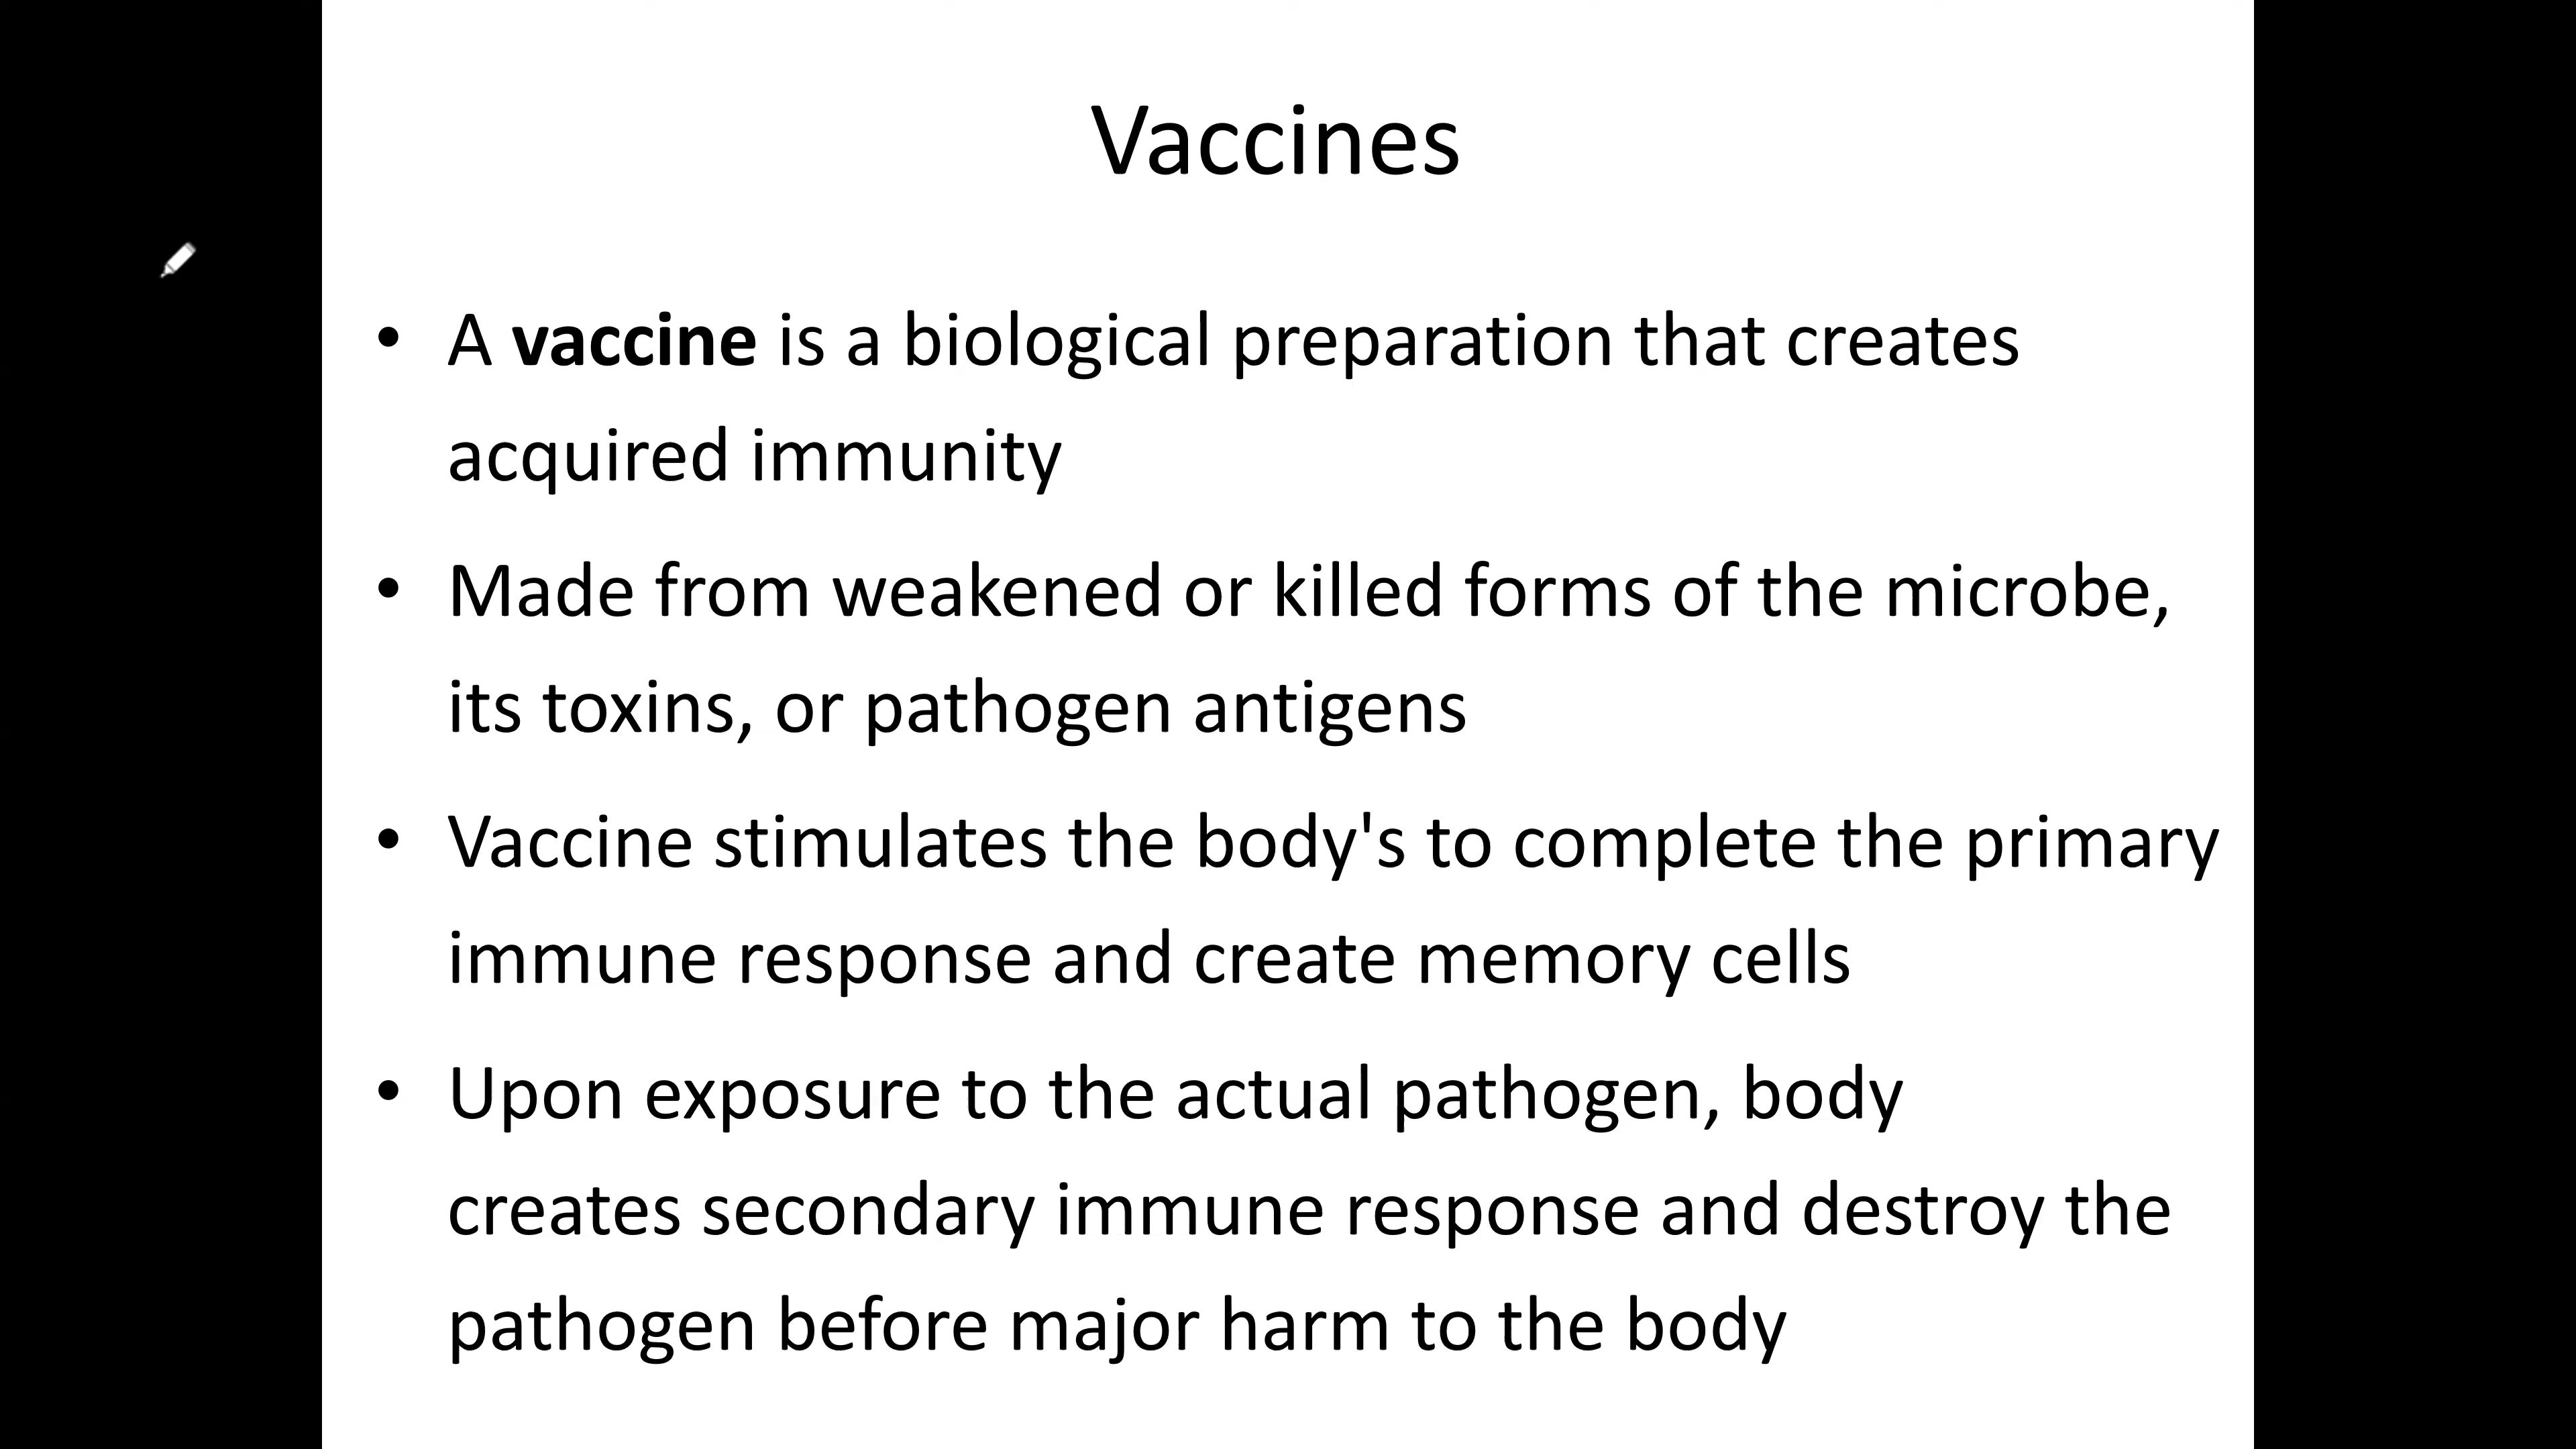 Vaccines
• A vaccine is a biological preparation that creates
acquired immunity
• Made from weakened or killed forms of the microbe,
its toxins, or pathogen antigens
• Vaccine stimulates the body's to complete the primary
immune response and create memory cells
• Upon exposure to the actual pathogen, body
creates secondary immune response and destroy the
pathogen before major harm to the body